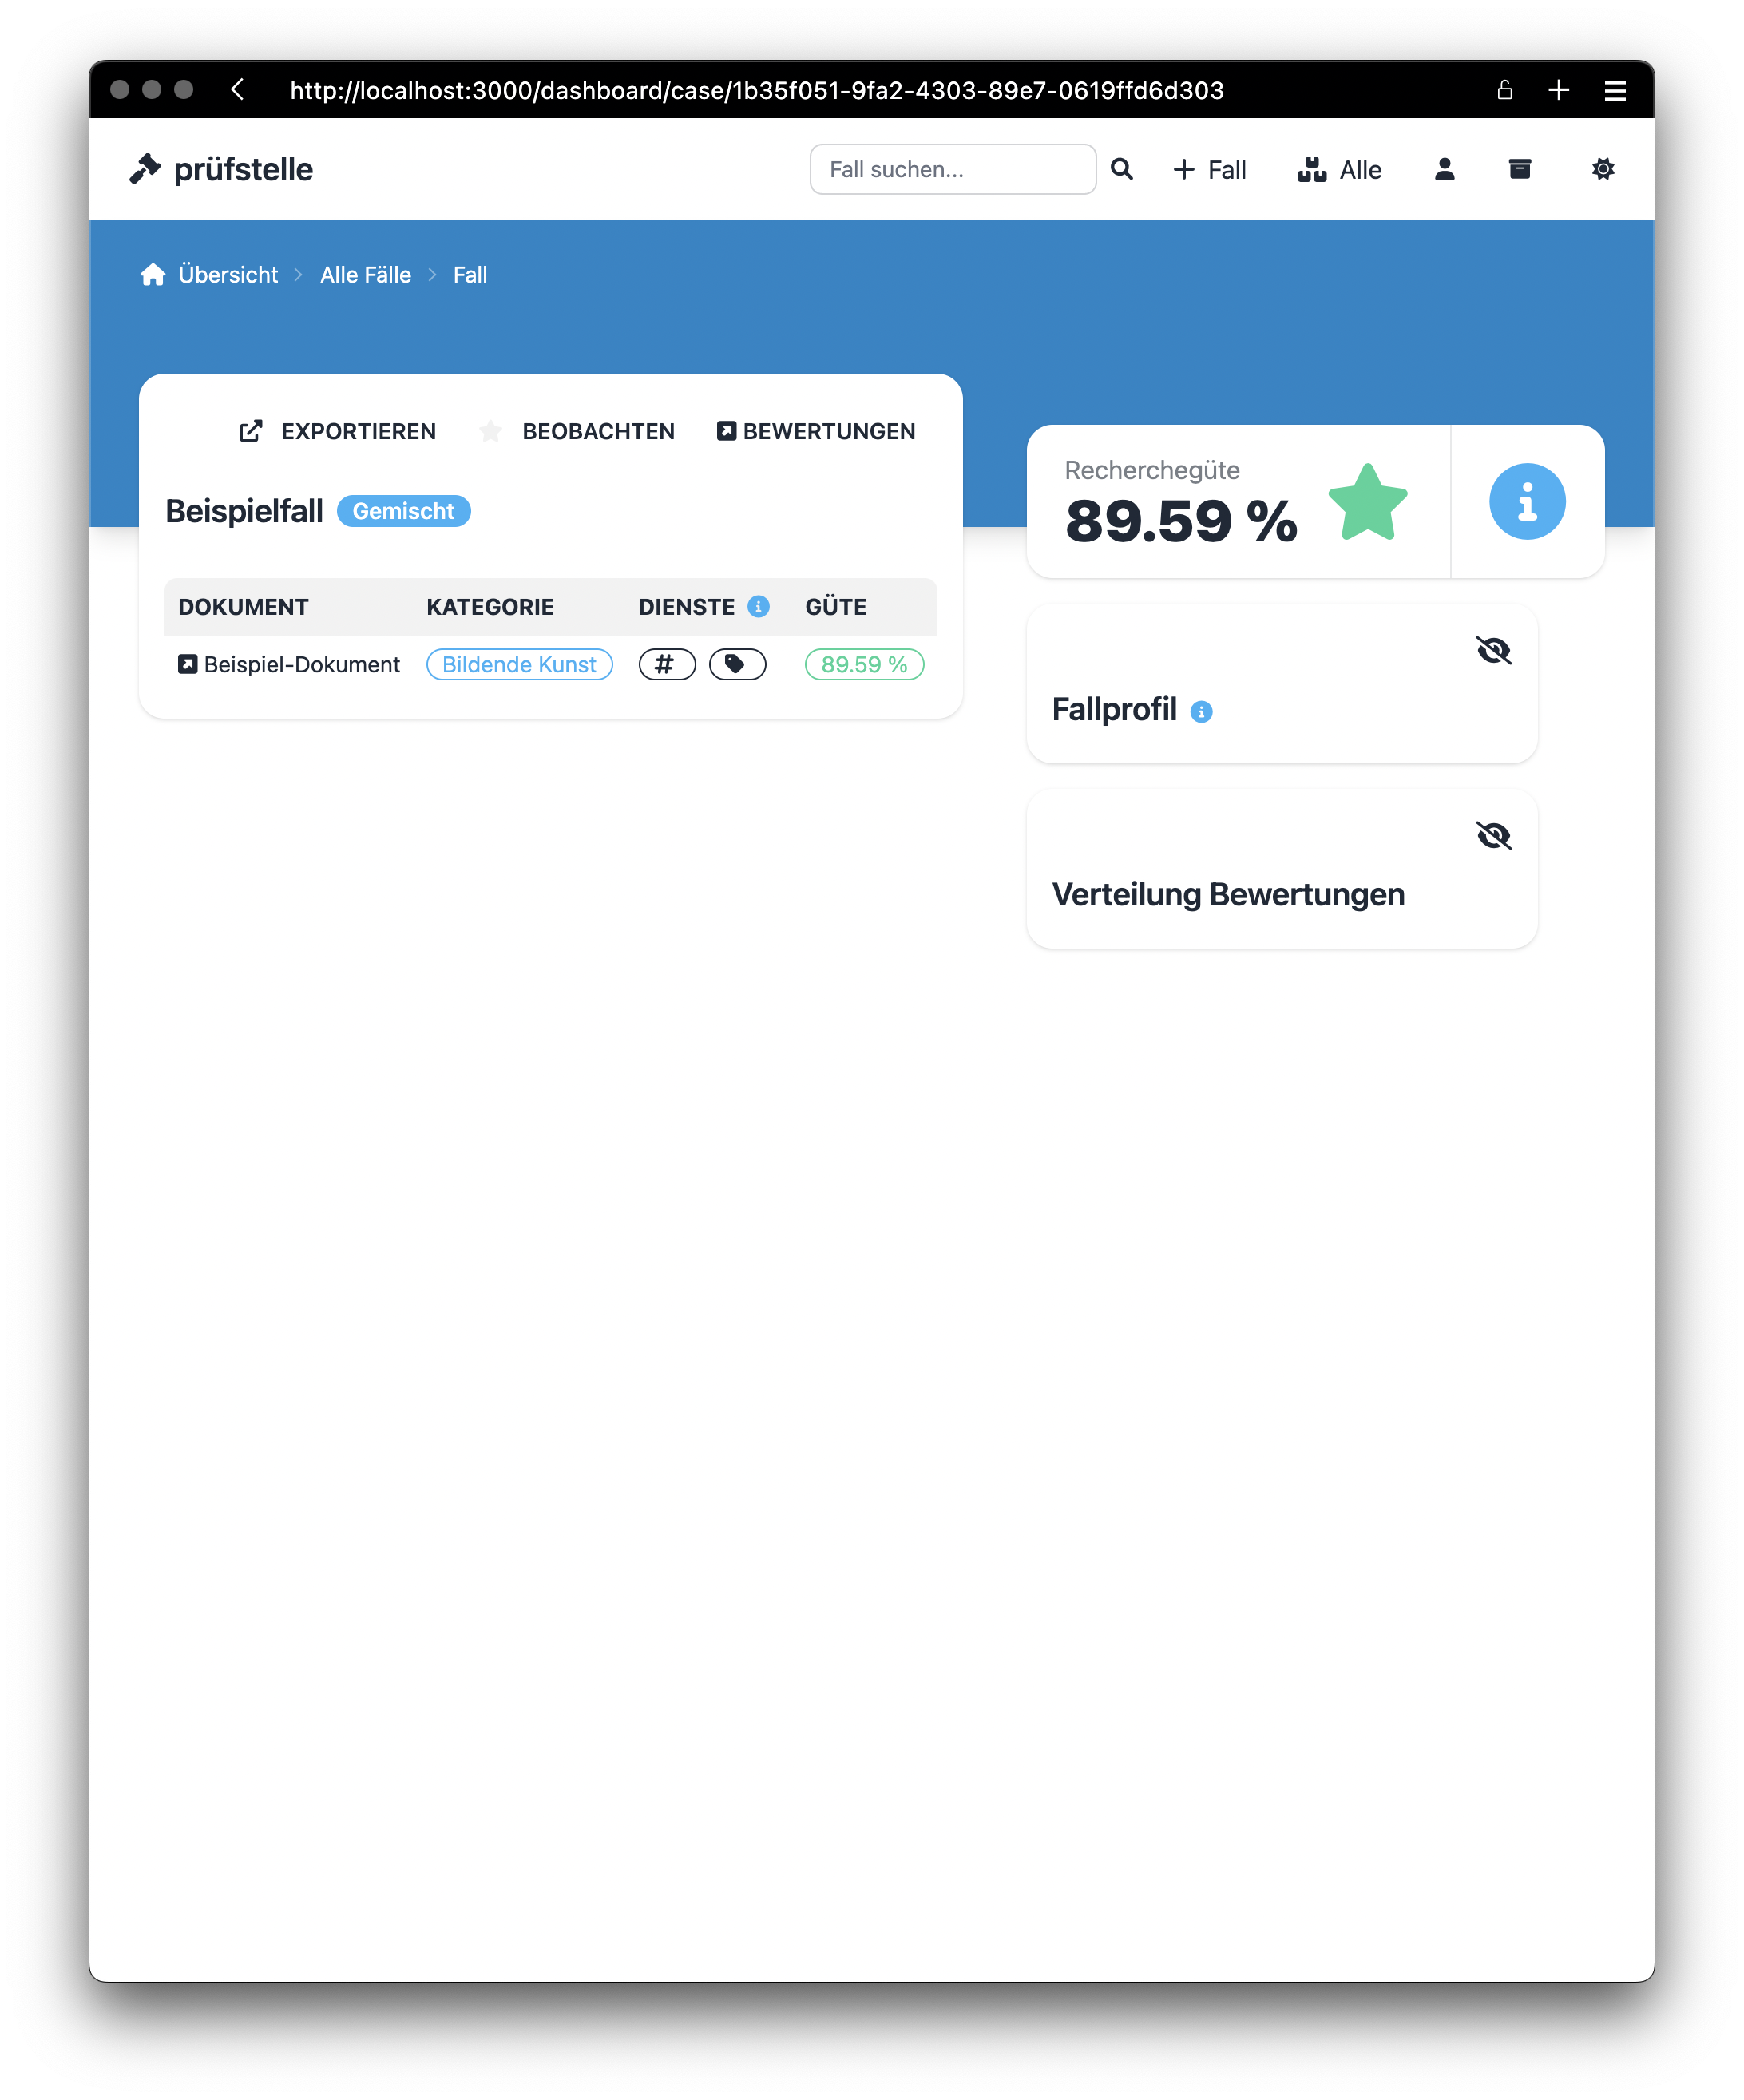 http://localhost:3000/dashboard/case/1b35f051-9fa2-4303-89e7-0619ffd6d303
prüfstelle
Fall suchen...
Fall
Alle
Übersicht > Alle Fälle > Fall
EXPORTIEREN BEOBACHTEN BEWERTUNGEN
Beispielfall Gemischt
DOKUMENT KATEGORIE DIENSTE GÜTE
Beispiel-Dokument Bildende Kunst # 89.59 %
Recherchegüte
89.59 %
Fallprofil
Verteilung Bewertungen